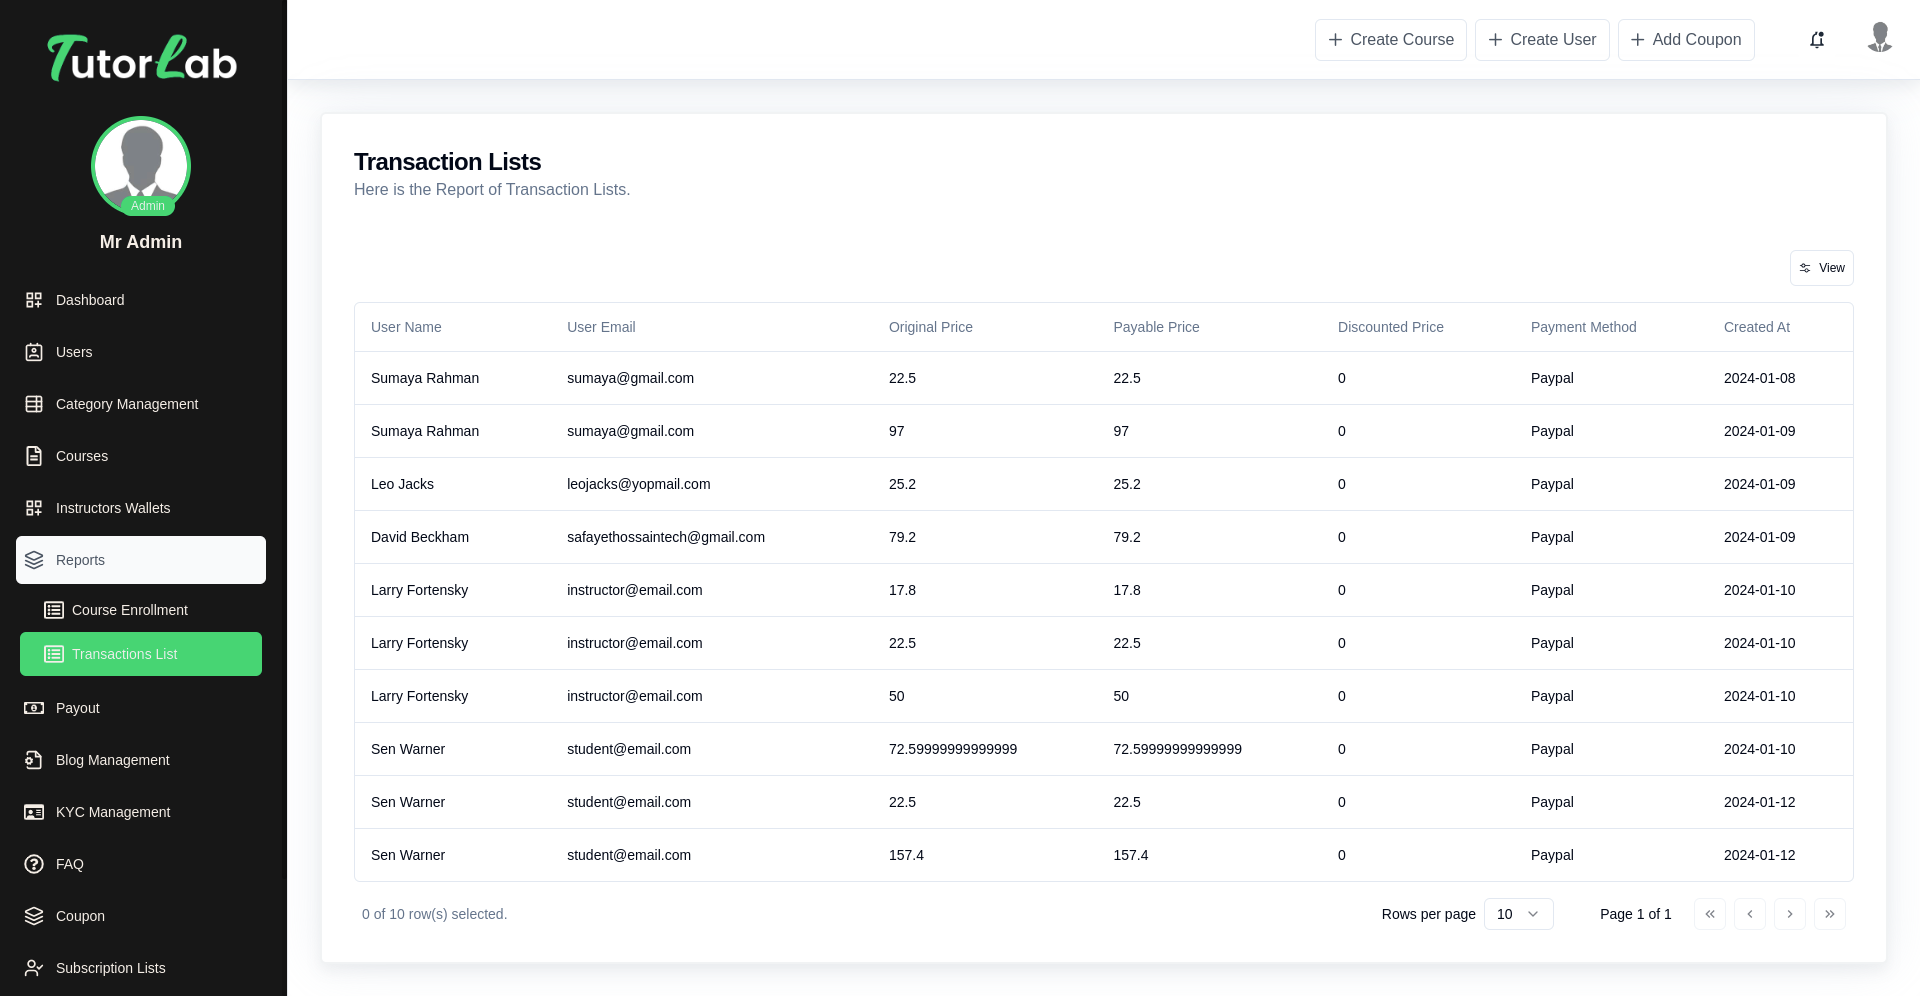 TutorLab
Admin
Mr Admin
Dashboard
Users
Category Management
Courses
Instructors Wallets
Reports
Course Enrollment
Transactions List
Payout
Blog Management
KYC Management
FAQ
Coupon
Subscription Lists
Create Course Create User Add Coupon
Transaction Lists
Here is the Report of Transaction Lists.
View
User Name User Email Original Price Payable Price Discounted Price Payment Method Created At
Sumaya Rahman sumaya@gmail.com 22.5 22.5 0 Paypal 2024-01-08
Sumaya Rahman sumaya@gmail.com 97 97 0 Paypal 2024-01-09
Leo Jacks leojacks@yopmail.com 25.2 25.2 0 Paypal 2024-01-09
David Beckham safayethossaintech@gmail.com 79.2 79.2 0 Paypal 2024-01-09
Larry Fortensky instructor@email.com 17.8 17.8 0 Paypal 2024-01-10
Larry Fortensky instructor@email.com 22.5 22.5 0 Paypal 2024-01-10
Larry Fortensky instructor@email.com 50 50 0 Paypal 2024-01-10
Sen Warner student@email.com 72.59999999999999 72.59999999999999 0 Paypal 2024-01-10
Sen Warner student@email.com 22.5 22.5 0 Paypal 2024-01-12
Sen Warner student@email.com 157.4 157.4 0 Paypal 2024-01-12
0 of 10 row(s) selected. Rows per page 10 Page 1 of 1